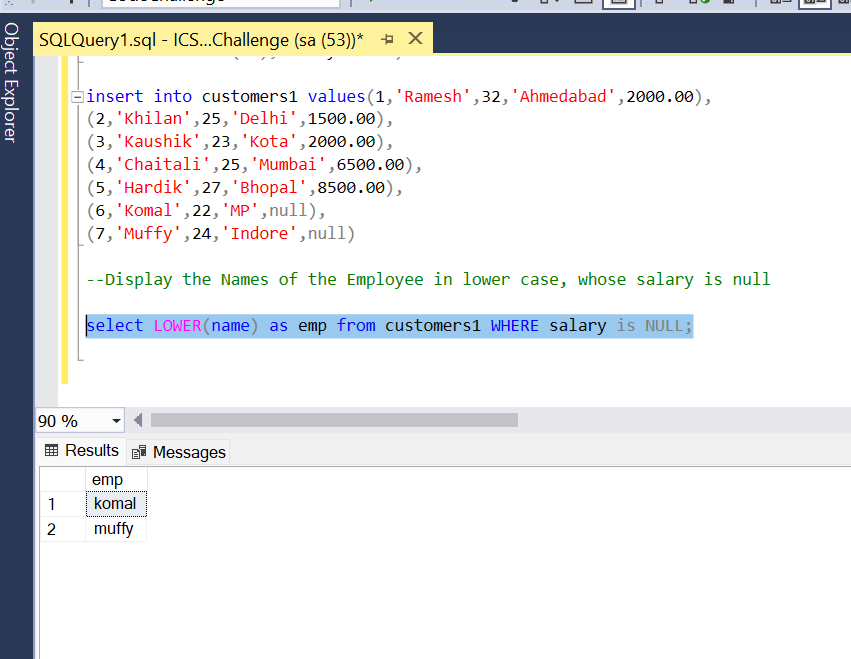 Object Explorer
SQLQuery1.sql - ICS...Challenge (sa (53))*
insert into customers1 values(1,'Ramesh',32,'Ahmedabad',2000.00),
(2,'Khilan',25,'Delhi',1500.00),
(3,'Kaushik',23,'Kota',2000.00),
(4,'Chaitali',25,'Mumbai',6500.00),
(5,'Hardik',27,'Bhopal',8500.00),
(6,'Komal',22,'MP',null),
(7,'Muffy',24,'Indore',null)
--Display the Names of the Employee in lower case, whose salary is null
select LOWER(name) as emp from customers1 WHERE salary is NULL;
90 %
Results Messages
emp
1 komal
2 muffy